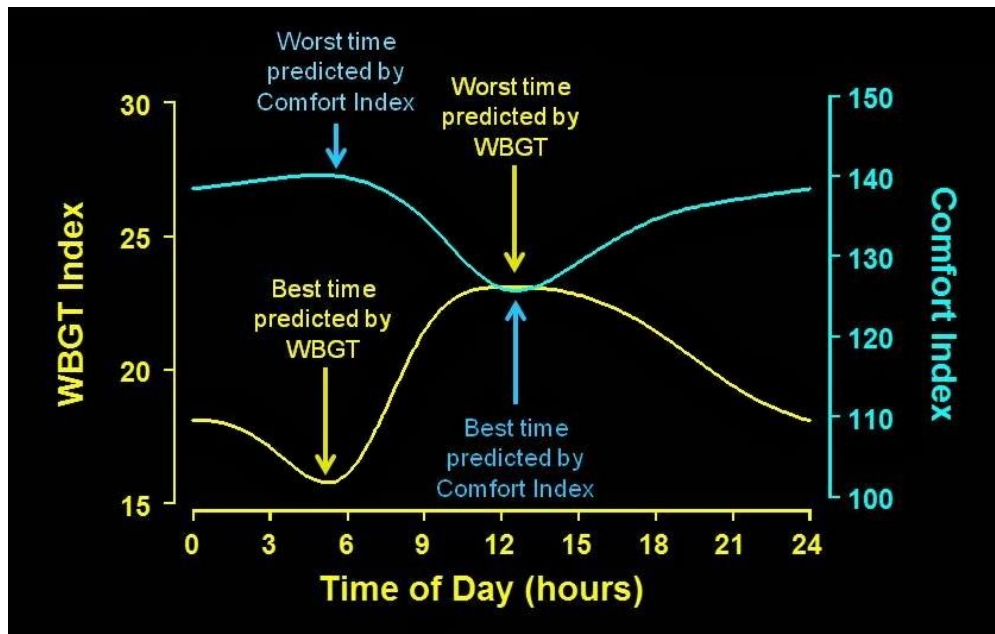 Worst time
predicted by
Comfort Index
Worst time
predicted by
WBGT
Best time
predicted by
WBGT
Best time
predicted by
Comfort Index
WBGT Index
30
25
20
15
Comfort Index
150
140
130
120
110
100
0 3 6 9 12 15 18 21 24
Time of Day (hours)